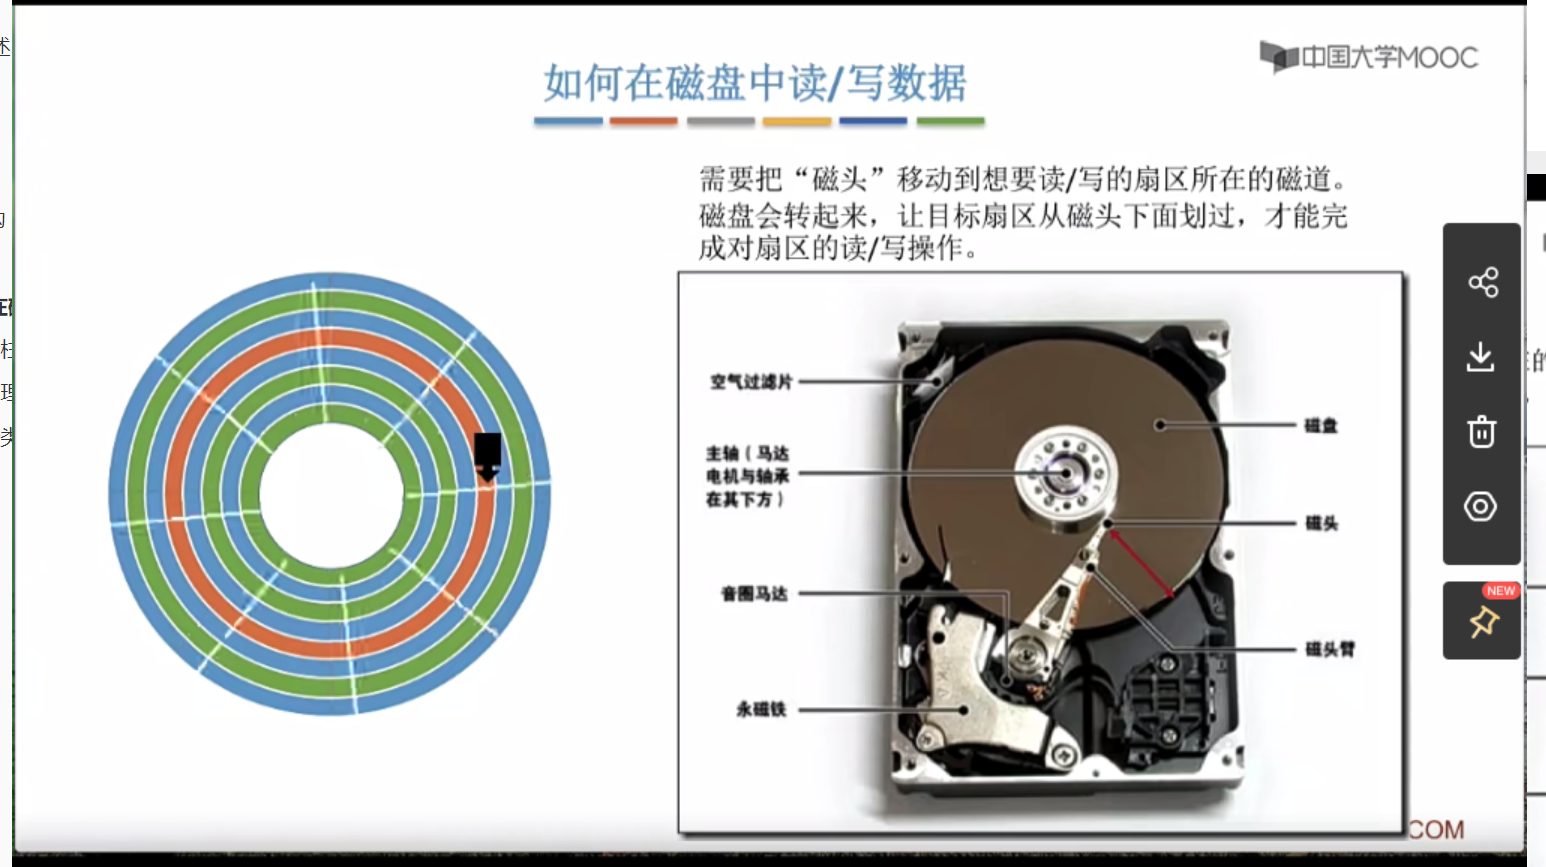 中国大学MOOC
如何在磁盘中读/写数据
需要把“磁头”移动到想要读/写的扇区所在的磁道。
磁盘会转起来，让目标扇区从磁头下面划过，才能完
成对扇区的读/写操作。
空气过滤片
磁盘
主轴（马达
电机与轴承
在其下方）
磁头
音圈马达
磁头臂
永磁铁
NEW
COM